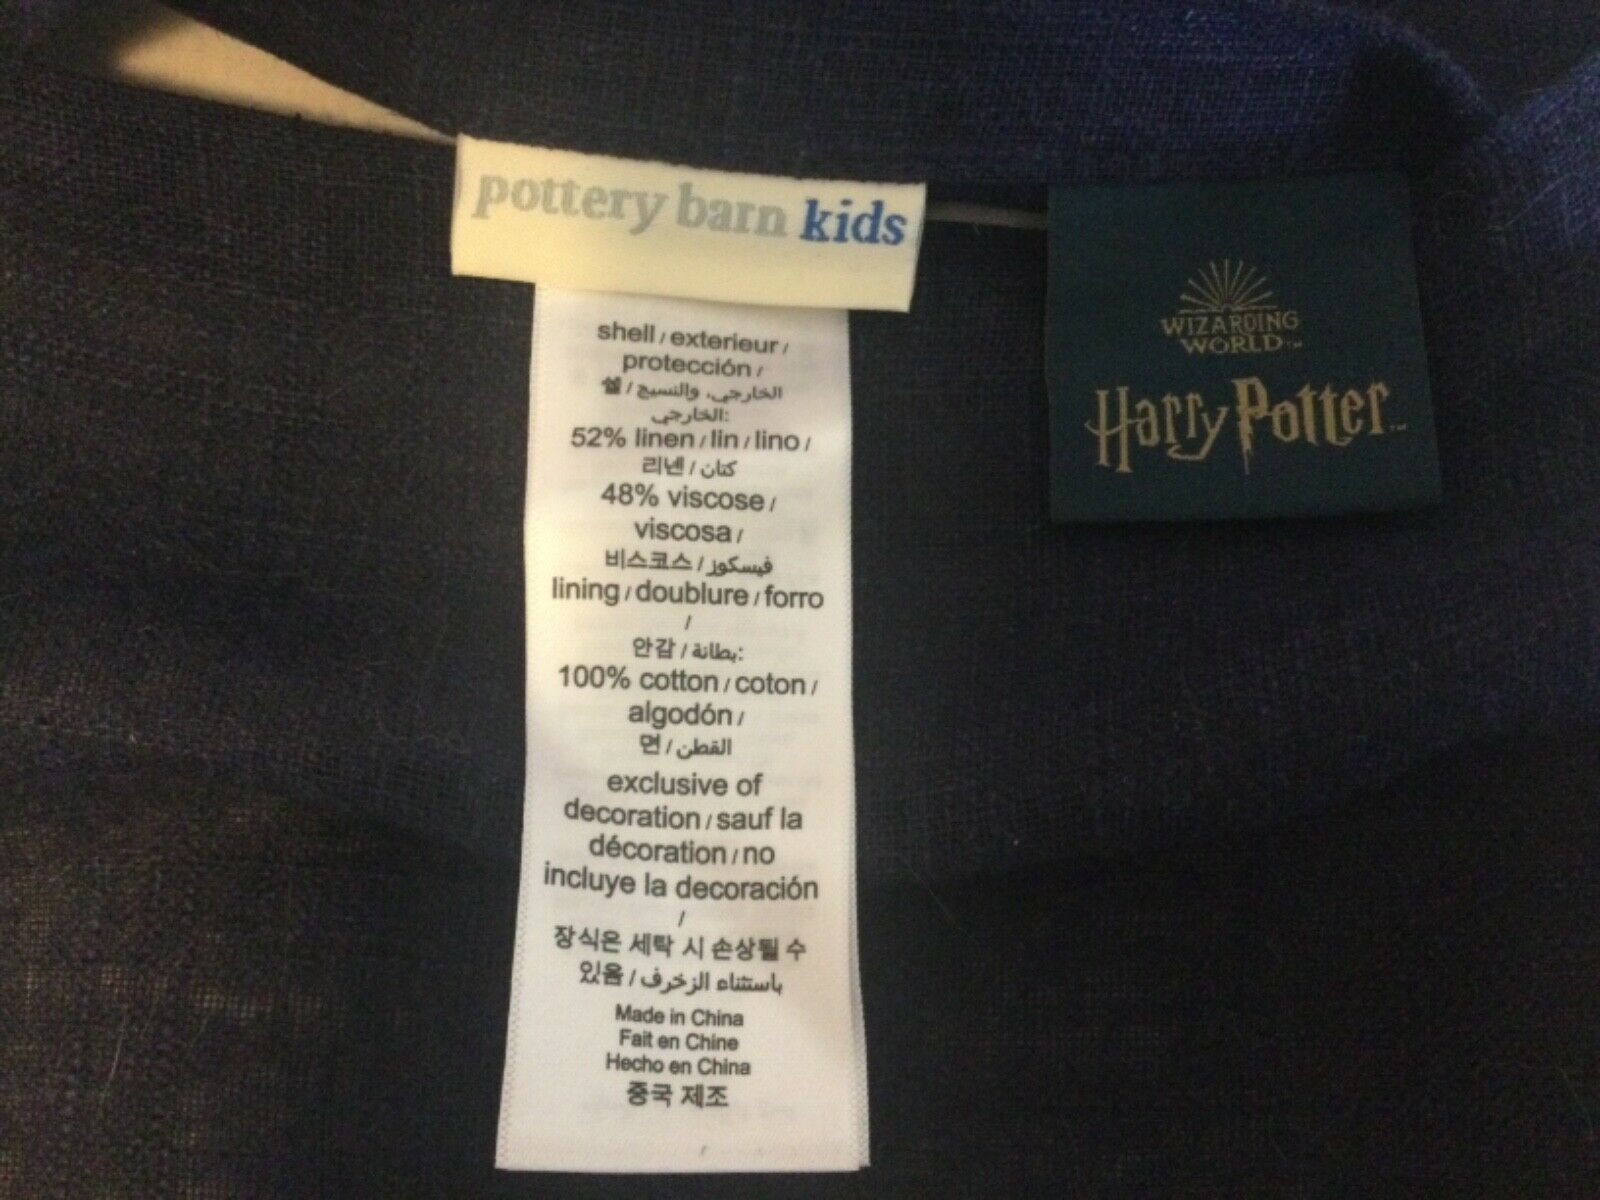 pottery barn kids
shell / exterieur /
protección /
셸 / الخارجي، والنسيج
الخارجي:
52% linen / lin / lino /
리넨 / كتان
48% viscose /
viscosa /
비스코스 / فيسكوز
lining / doublure / forro
/
안감 / بطانة:
100% cotton / coton /
algodón /
면 / القطن
exclusive of
decoration / sauf la
décoration / no
incluye la decoración
/
장식은 세탁 시 손상될 수
있음 / باستثناء الزخرف
Made in China
Fait en Chine
Hecho en China
중국 제조
WIZARDING
WORLD™
Harry Potter™